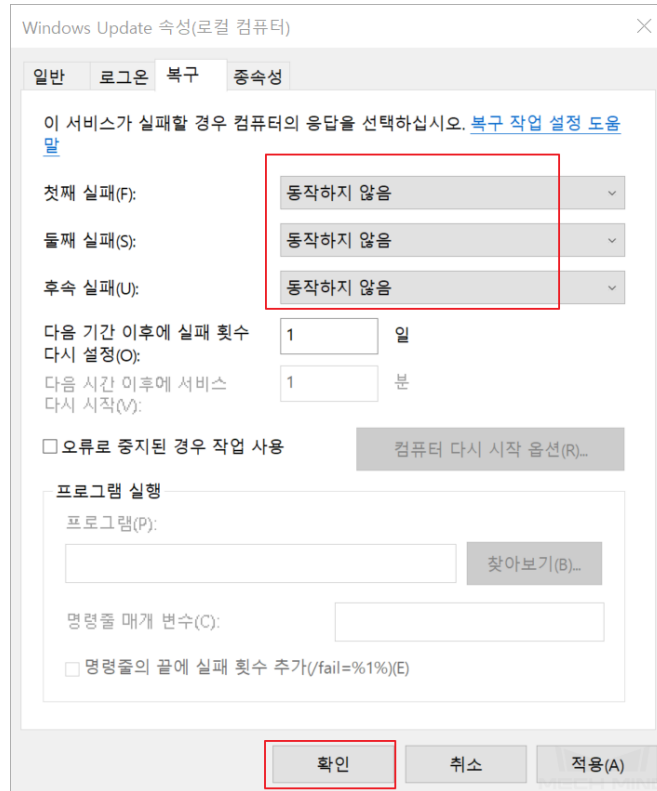 Windows Update 속성(로컬 컴퓨터)
일반 로그온 복구 종속성
이 서비스가 실패할 경우 컴퓨터의 응답을 선택하십시오. 복구 작업 설정 도움
말
첫째 실패(F): 동작하지 않음
둘째 실패(S): 동작하지 않음
후속 실패(U): 동작하지 않음
다음 기간 이후에 실패 횟수
다시 설정(O): 1 일
다음 시간 이후에 서비스
다시 시작(V): 1 분
오류로 중지된 경우 작업 사용 컴퓨터 다시 시작 옵션(R)...
프로그램 실행
프로그램(P):
찾아보기(B)...
명령줄 매개 변수(C):
명령줄의 끝에 실패 횟수 추가(/fail=%1%)(E)
확인 취소 적용(A)
MECH MIND